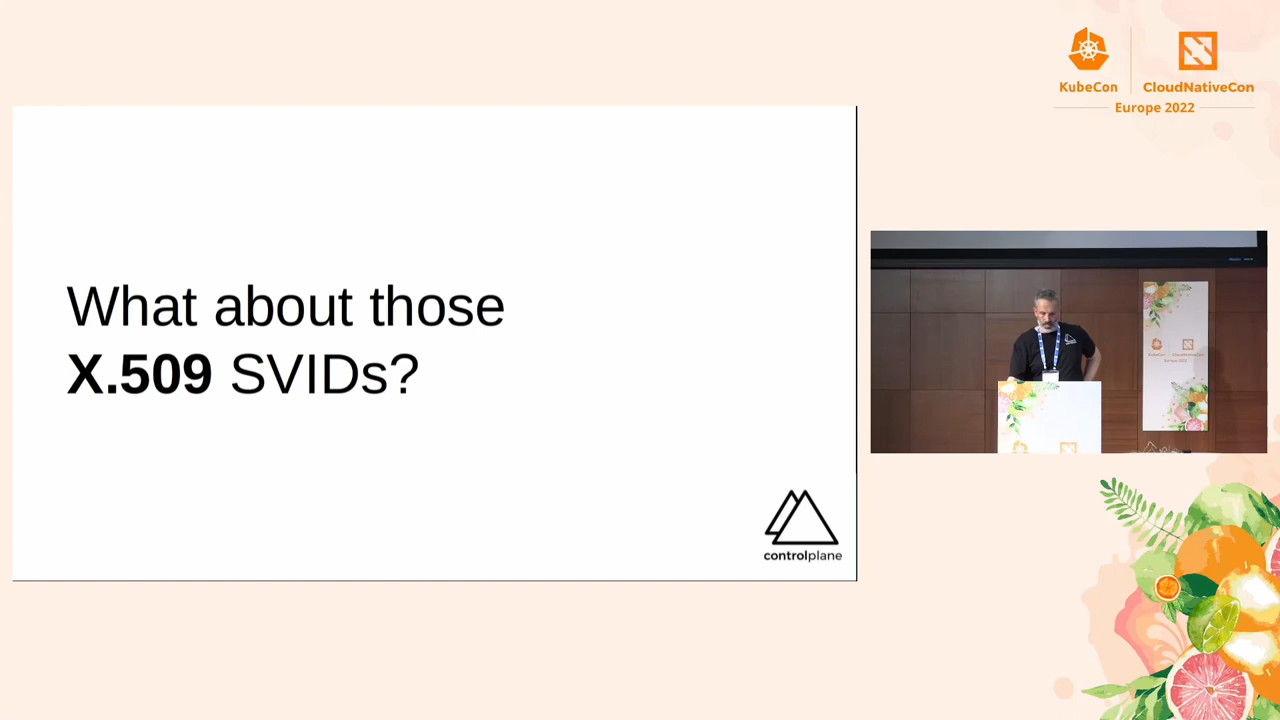 KubeCon
CloudNativeCon
Europe 2022
What about those
X.509 SVIDs?
controlplane